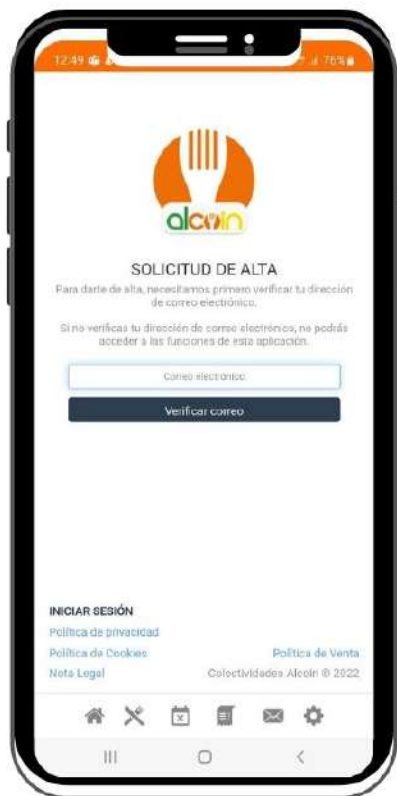 12:49
76%
alcoin
SOLICITUD DE ALTA
Para darte de alta, necesitamos primero verificar tu dirección
de correo electrónico.
Si no verificas tu dirección de correo electrónico, no podrás
acceder a las funciones de esta aplicación.
Correo electrónico
Verificar correo
INICIAR SESIÓN
Política de privacidad
Política de Cookies
Política de Venta
Nota Legal
Colectividades Alcoin © 2022